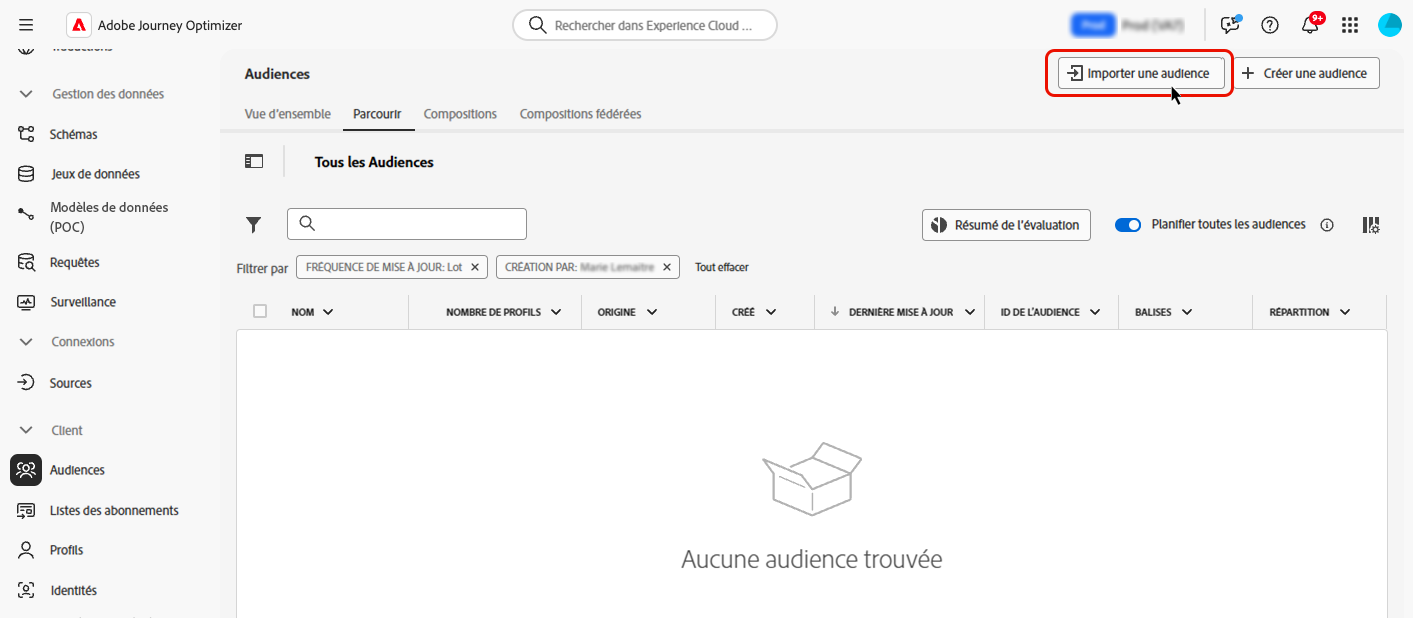 Adobe Journey Optimizer
Rechercher dans Experience Cloud ...
Prod
Prod (VA7)
9+
Traductions
Gestion des données
Schémas
Jeux de données
Modèles de données
(POC)
Requêtes
Surveillance
Connexions
Sources
Client
Audiences
Listes des abonnements
Profils
Identités
Audiences
Importer une audience
Créer une audience
Vue d'ensemble
Parcourir
Compositions
Compositions fédérées
Tous les Audiences
Résumé de l'évaluation
Planifier toutes les audiences
Filtrer par
FRÉQUENCE DE MISE À JOUR: Lot
CRÉATION PAR:
Tout effacer
NOM
NOMBRE DE PROFILS
ORIGINE
CRÉÉ
DERNIÈRE MISE À JOUR
ID DE L'AUDIENCE
BALISES
RÉPARTITION
Aucune audience trouvée